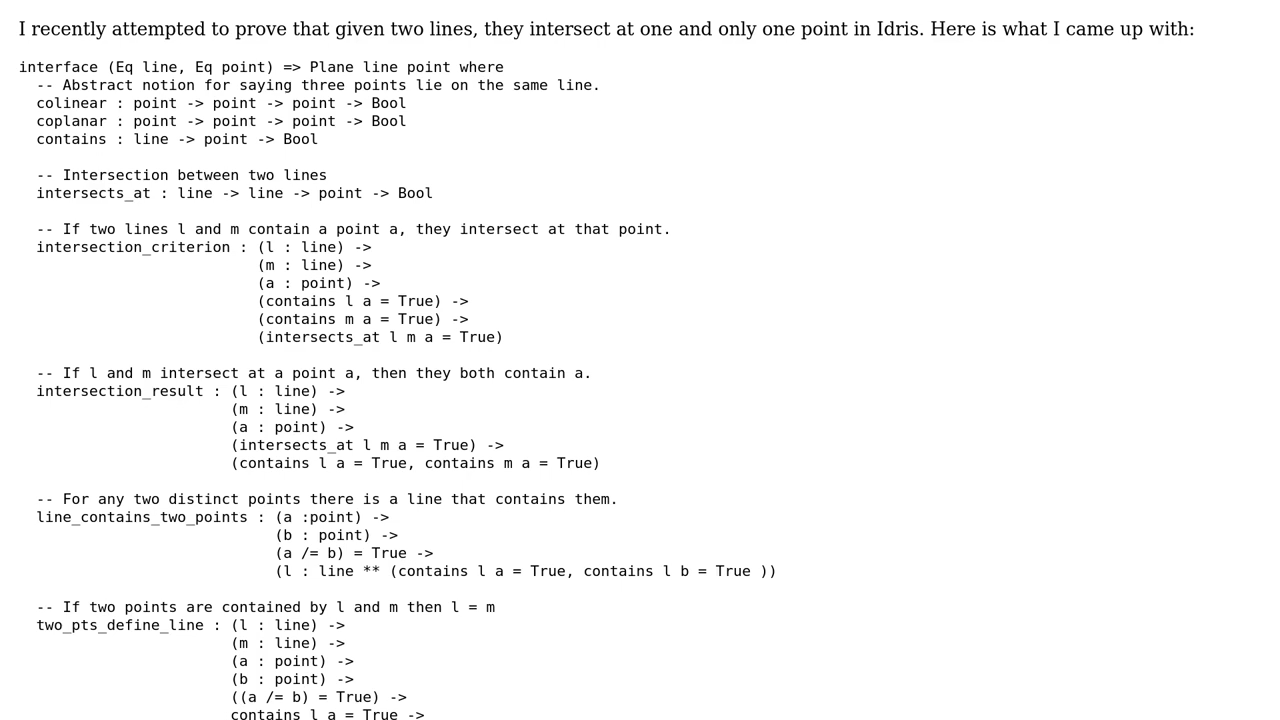 I recently attempted to prove that given two lines, they intersect at one and only one point in Idris. Here is what I came up with:
interface (Eq line, Eq point) => Plane line point where
  -- Abstract notion for saying three points lie on the same line.
  colinear : point -> point -> point -> Bool
  coplanar : point -> point -> point -> Bool
  contains : line -> point -> Bool

  -- Intersection between two lines
  intersects_at : line -> line -> point -> Bool

  -- If two lines l and m contain a point a, they intersect at that point.
  intersection_criterion : (l : line) ->
                           (m : line) ->
                           (a : point) ->
                           (contains l a = True) ->
                           (contains m a = True) ->
                           (intersects_at l m a = True)

  -- If l and m intersect at a point a, then they both contain a.
  intersection_result : (l : line) ->
                        (m : line) ->
                        (a : point) ->
                        (intersects_at l m a = True) ->
                        (contains l a = True, contains m a = True)

  -- For any two distinct points there is a line that contains them.
  line_contains_two_points : (a :point) ->
                             (b : point) ->
                             (a /= b) = True ->
                             (l : line ** (contains l a = True, contains l b = True ))

  -- If two points are contained by l and m then l = m
  two_pts_define_line : (l : line) ->
                        (m : line) ->
                        (a : point) ->
                        (b : point) ->
                        ((a /= b) = True) ->
                        contains l a = True ->